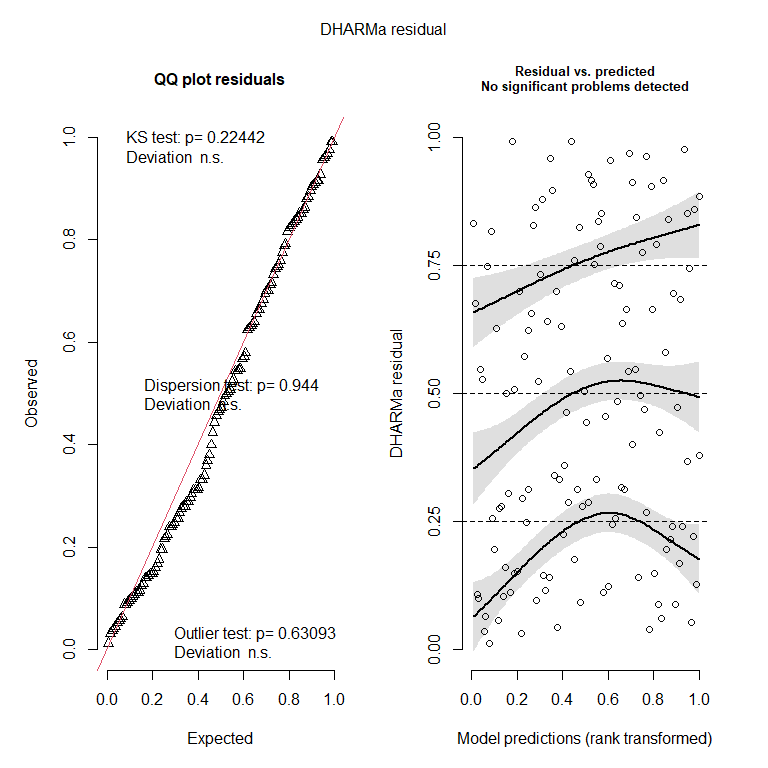 DHARMa residual
QQ plot residuals
KS test: p= 0.22442
Deviation n.s.
Dispersion test: p= 0.944
Deviation n.s.
Outlier test: p= 0.63093
Deviation n.s.
Observed
0.0
0.2
0.4
0.6
0.8
1.0
0.0
0.2
0.4
0.6
0.8
1.0
Expected
Residual vs. predicted
No significant problems detected
DHARMa residual
0.00
0.25
0.50
0.75
1.00
0.0
0.2
0.4
0.6
0.8
1.0
Model predictions (rank transformed)